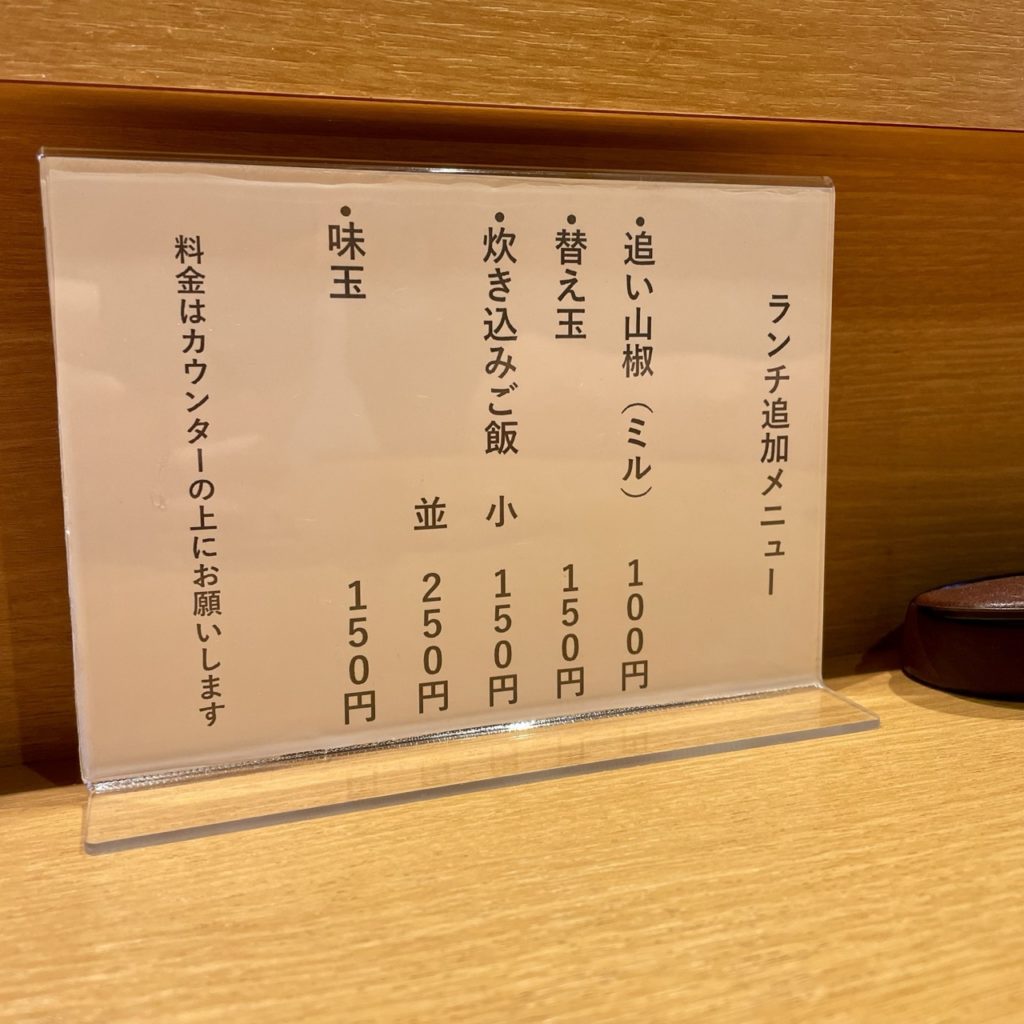 ランチ追加メニュー
・追い山椒（ミル） 100円
・替え玉 150円
・炊き込みご飯 小 150円
並 250円
・味玉 150円
料金はカウンターの上にお願いします